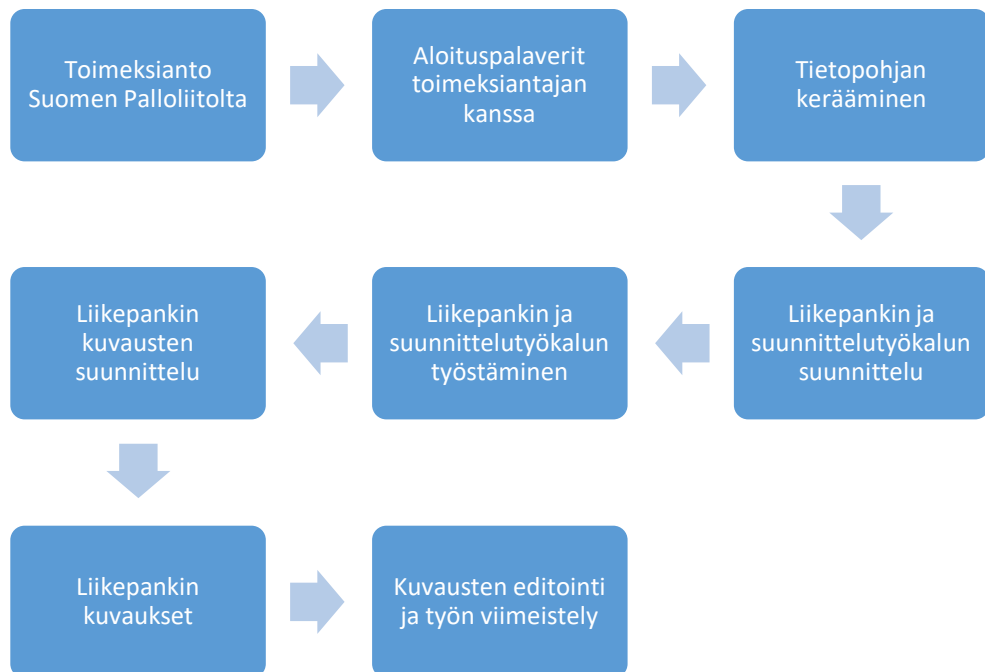 Toimeksianto
Suomen Palloliitolta
Aloituspalaverit
toimeksiantajan
kanssa
Tietopohjan
kerääminen
Liikepankin ja
suunnittelutyökalun
suunnittelu
Liikepankin ja
suunnittelutyökalun
työstäminen
Liikepankin
kuvausten
suunnittelu
Liikepankin
kuvaukset
Kuvausten editointi
ja työn viimeistely